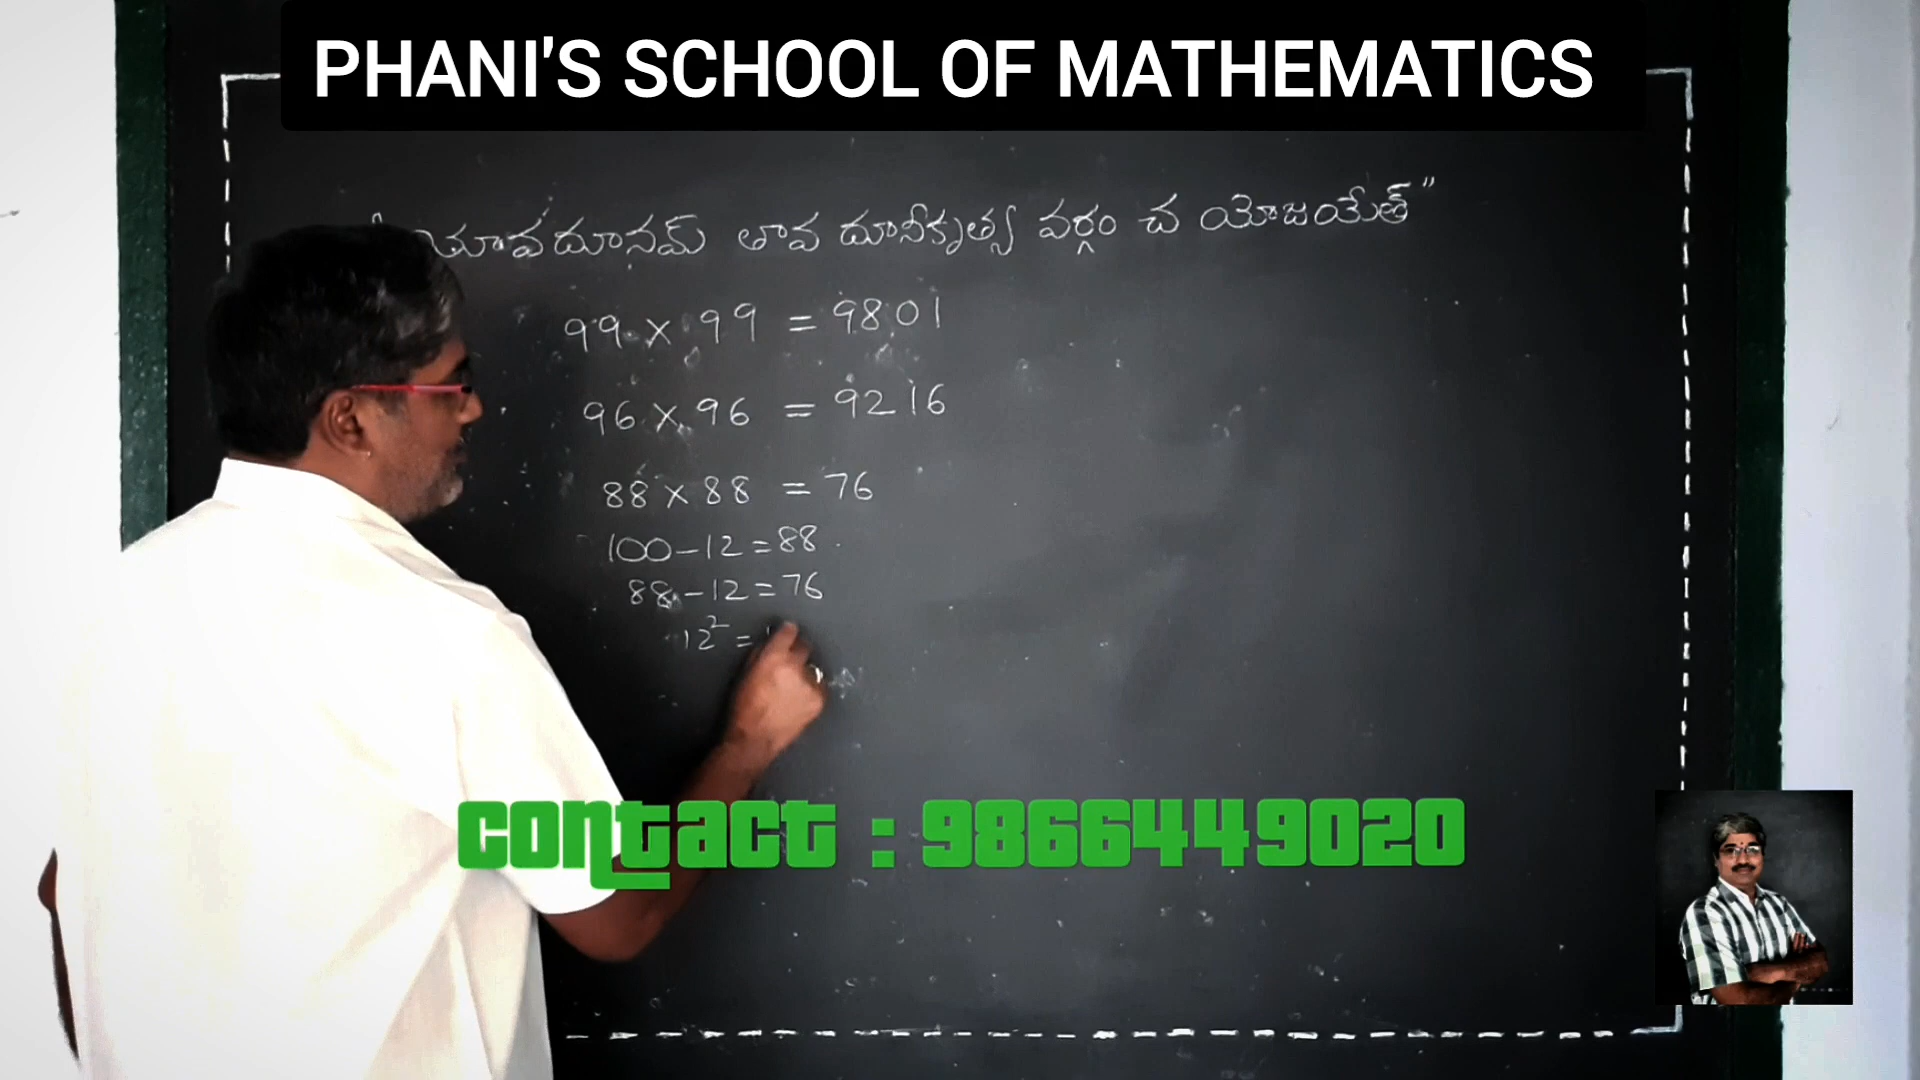 PHANI'S SCHOOL OF MATHEMATICS
యావదూనమ్ తావ దూనీకృత్య వర్గం చ యోజయేత్"
99 × 99 = 9801
96 × 96 = 9216
88 × 88 = 76
100 - 12 = 88
88 - 12 = 76
12² =
contact : 9866449020